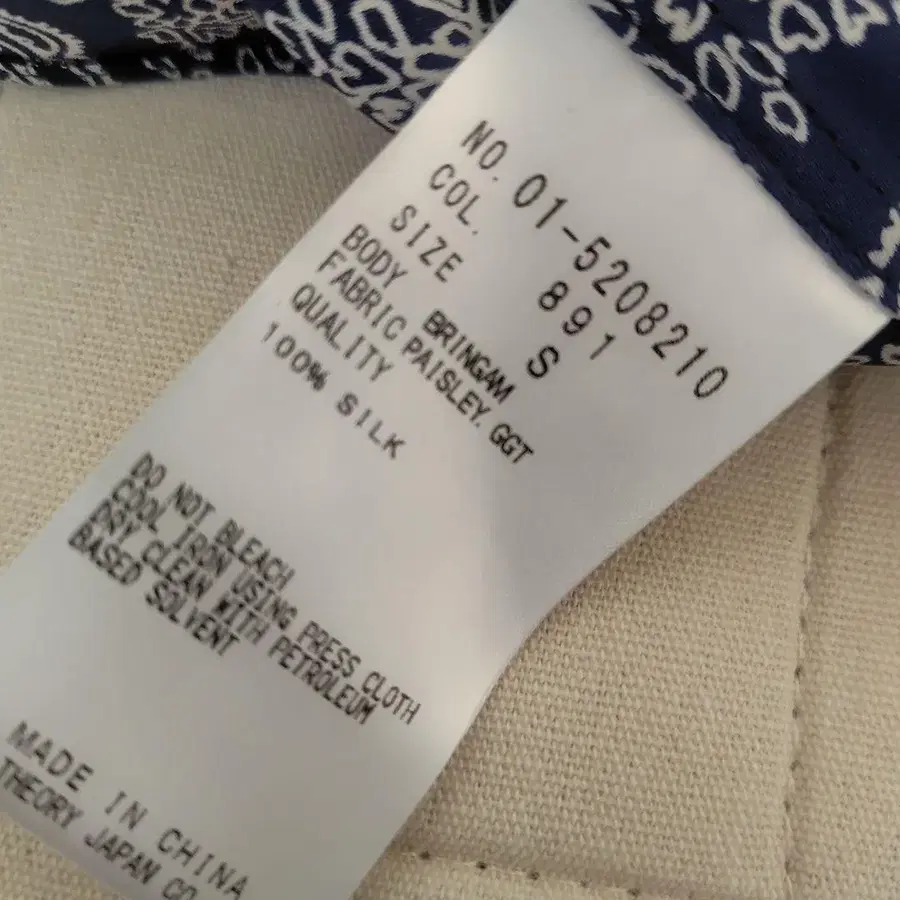 NO. 01-5208210
COL. 891
SIZE S
BODY BRINGAM
FABRIC PAISLEY.GGT
QUALITY
100% SILK
DO NOT BLEACH
COOL IRON USING PRESS CLOTH
DRY CLEAN WITH PETROLEUM
BASED SOLVENT
MADE IN CHINA
THEORY JAPAN CO